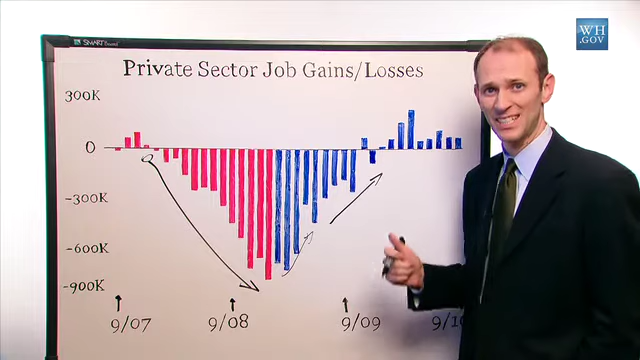 WH
.GOV
SMART Board
Private Sector Job Gains/Losses
300K
0
-300K
-600K
-900K
9/07
9/08
9/09
9/10